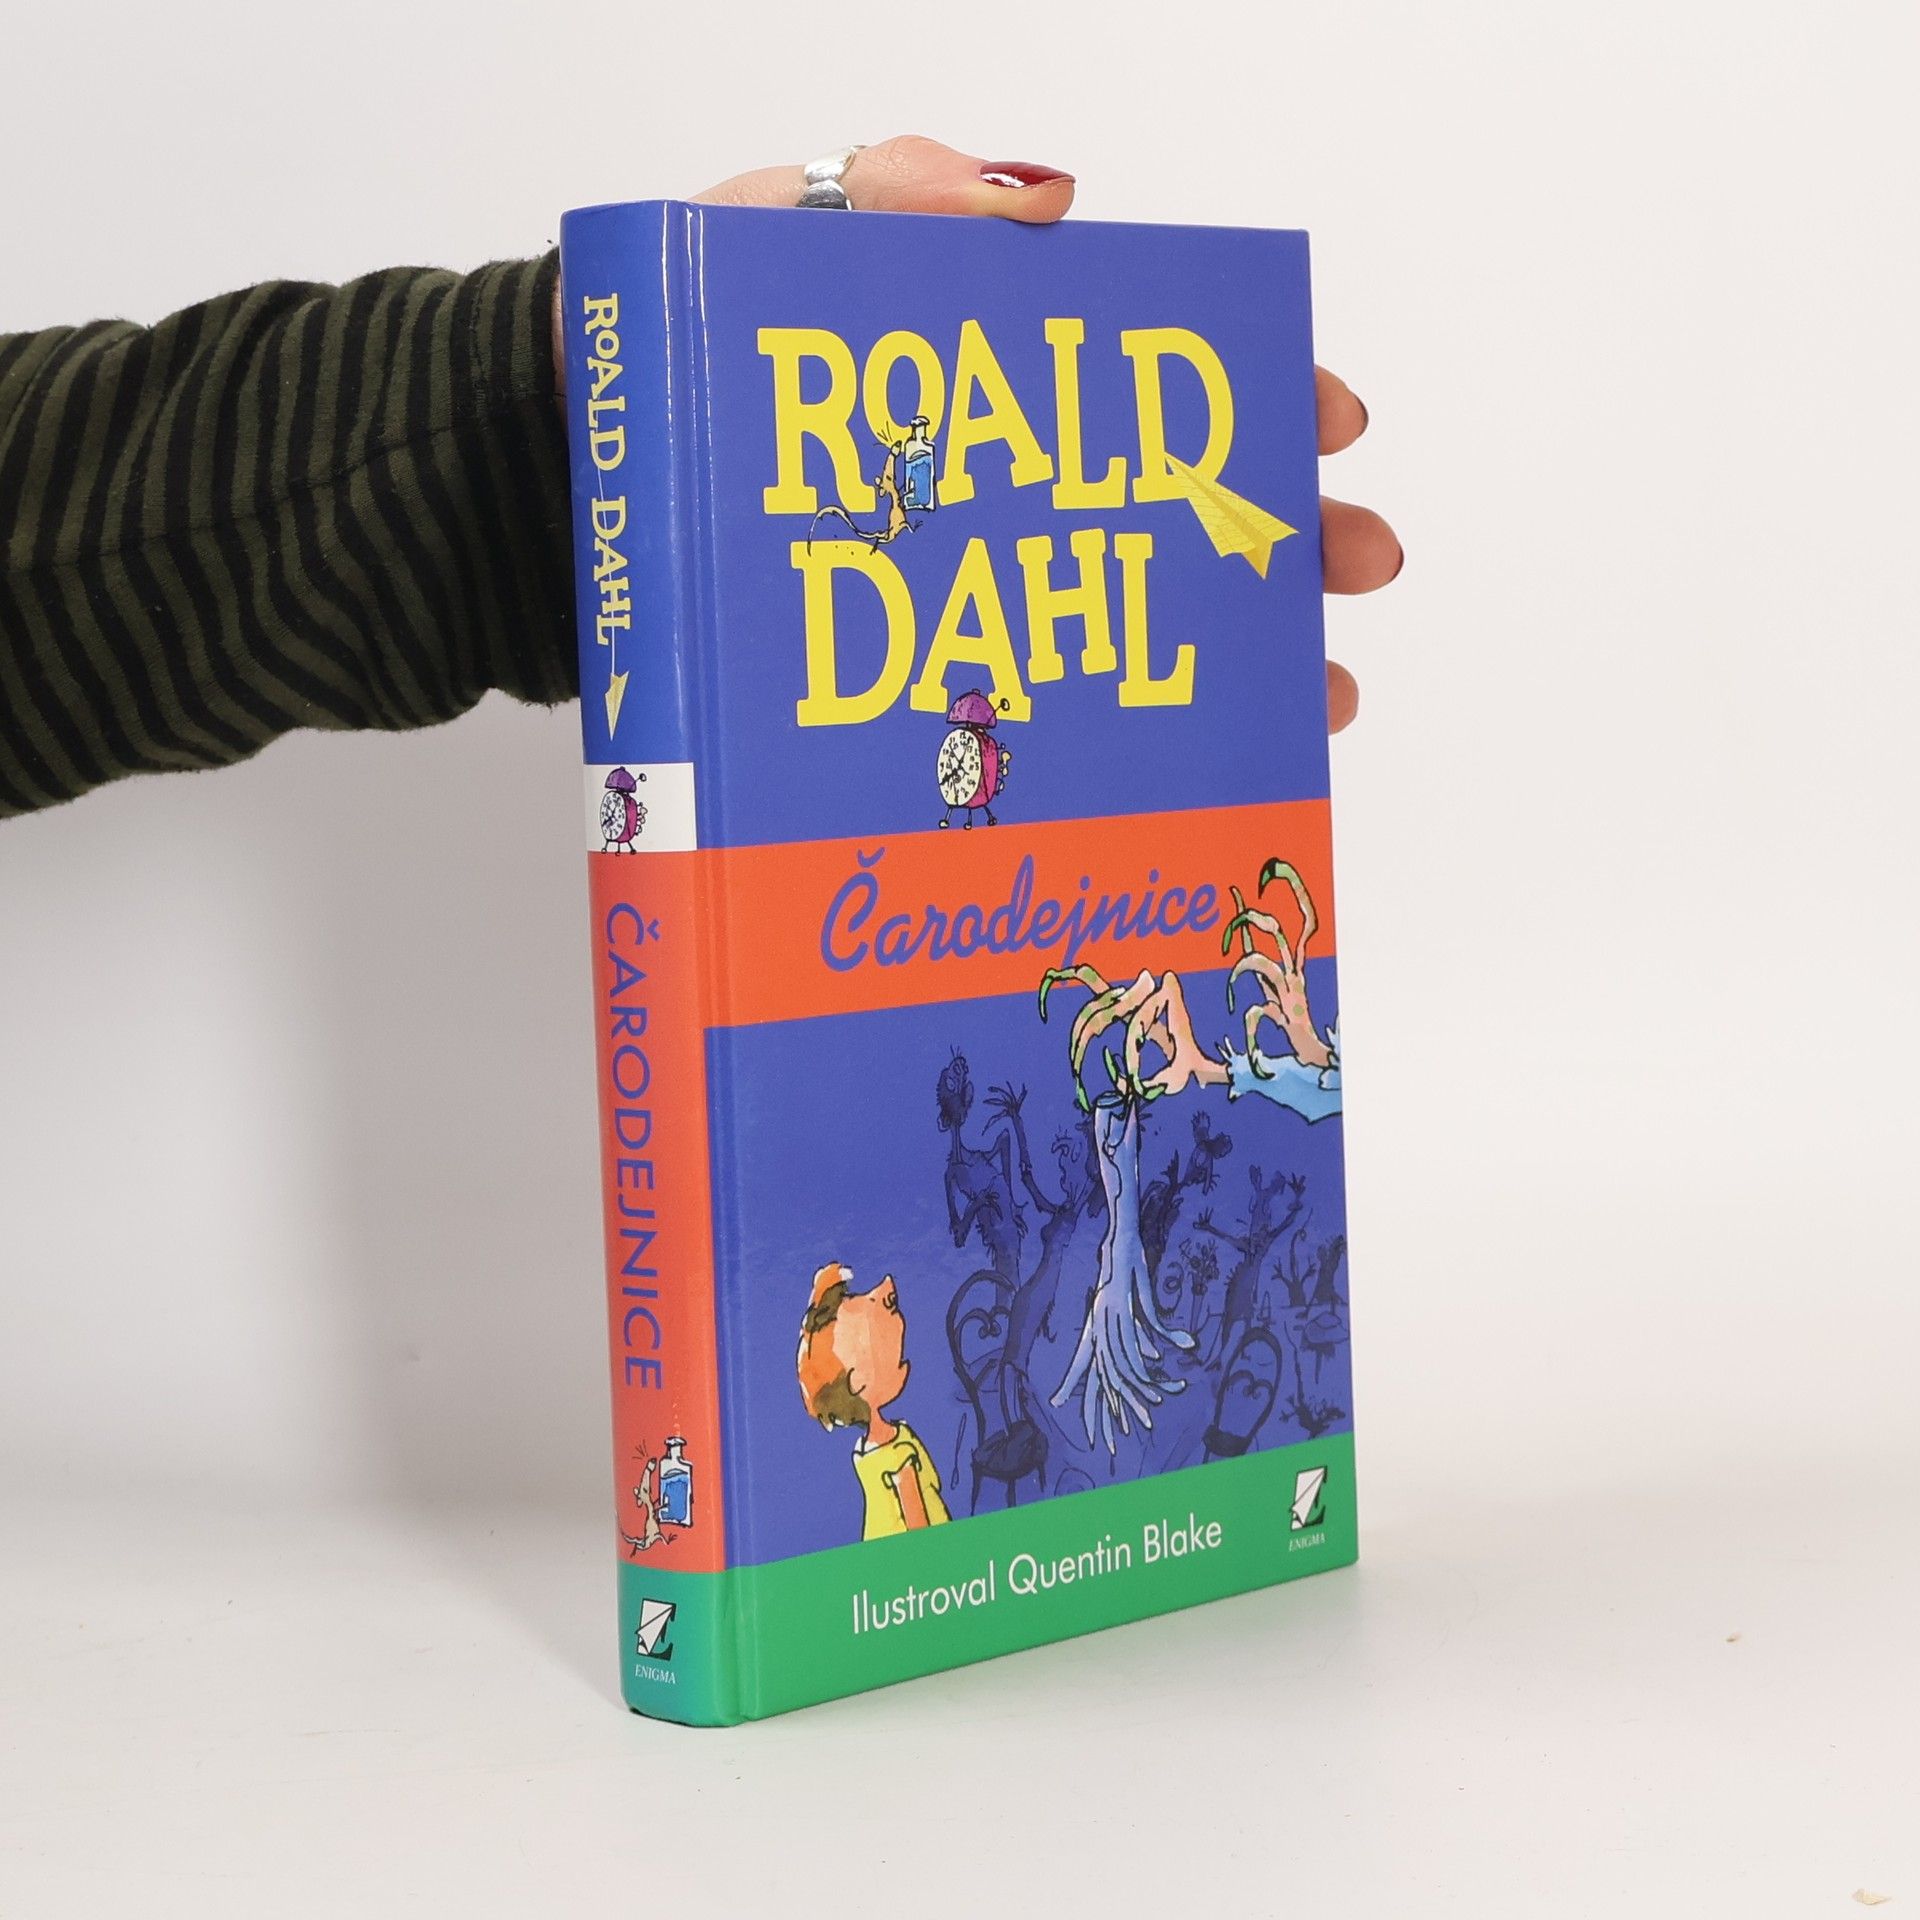 ROALD DAHL
ČARODEJNICE
ENIGMA
ROALD
DAHL
Čarodejnice
Ilustroval Quentin Blake
ENIGMA